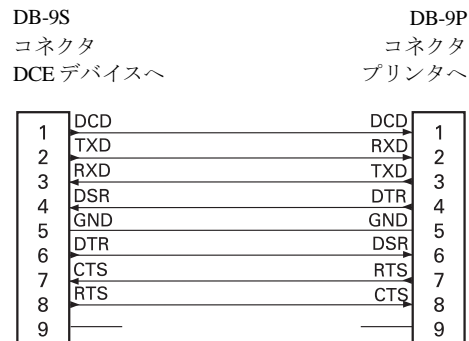 DB-9S DB-9P
コネクタ コネクタ
DCE デバイスへ プリンタへ
1 DCD DCD 1
2 TXD RXD 2
3 RXD TXD 3
4 DSR DTR 4
5 GND GND 5
6 DTR DSR 6
7 CTS RTS 7
8 RTS CTS 8
9 9